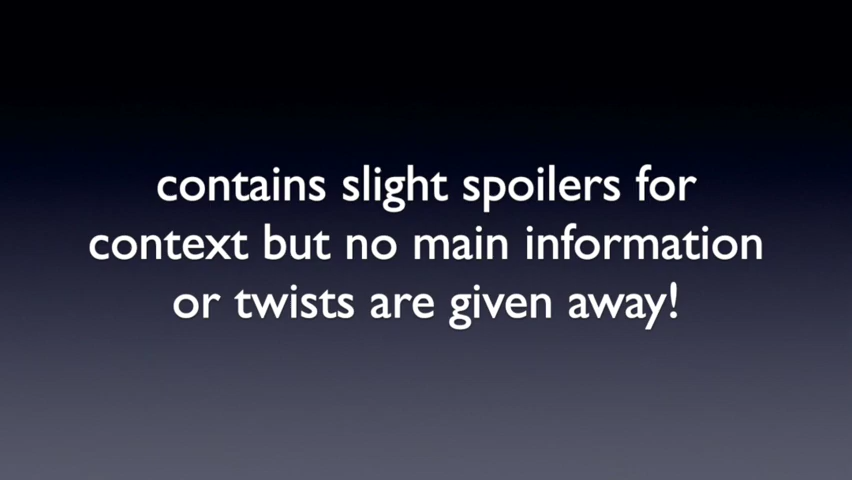 contains slight spoilers for
context but no main information
or twists are given away!